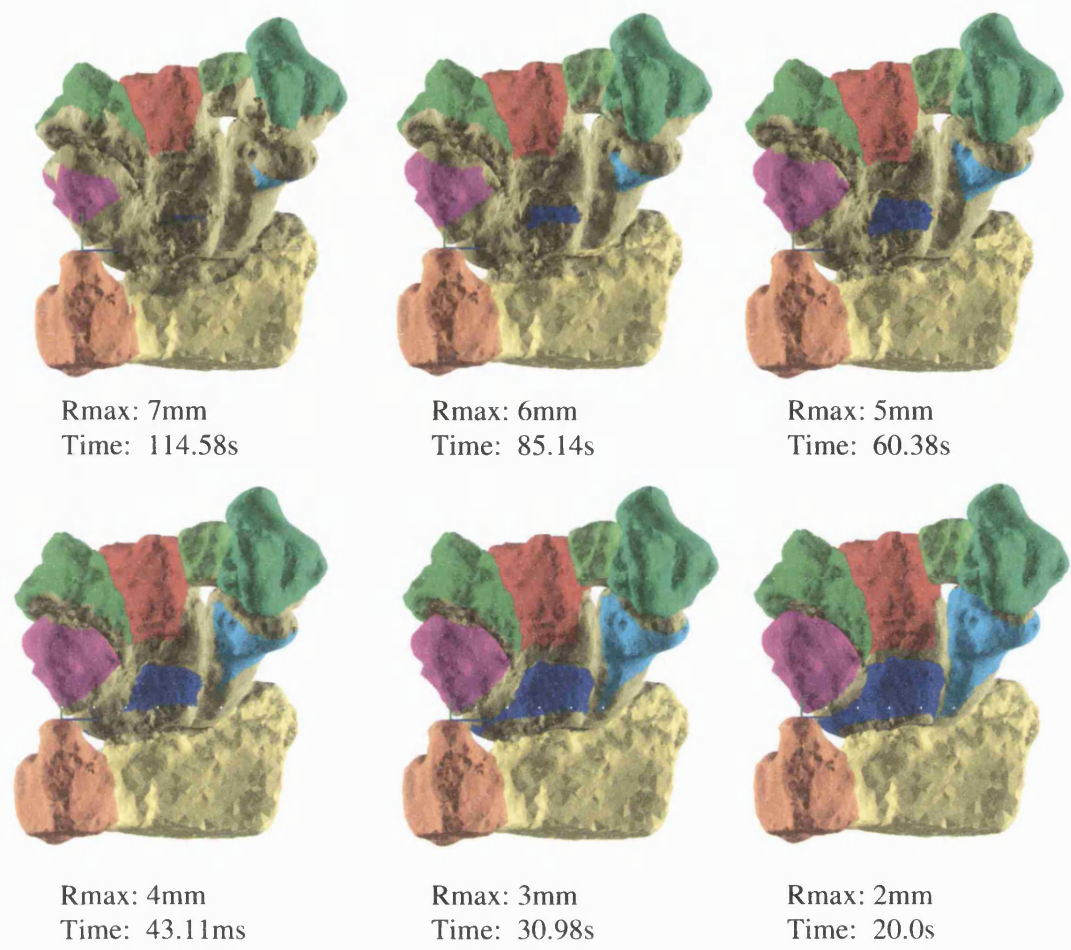 Rmax: 7mm
Time: 114.58s
Rmax: 6mm
Time: 85.14s
Rmax: 5mm
Time: 60.38s
Rmax: 4mm
Time: 43.11ms
Rmax: 3mm
Time: 30.98s
Rmax: 2mm
Time: 20.0s